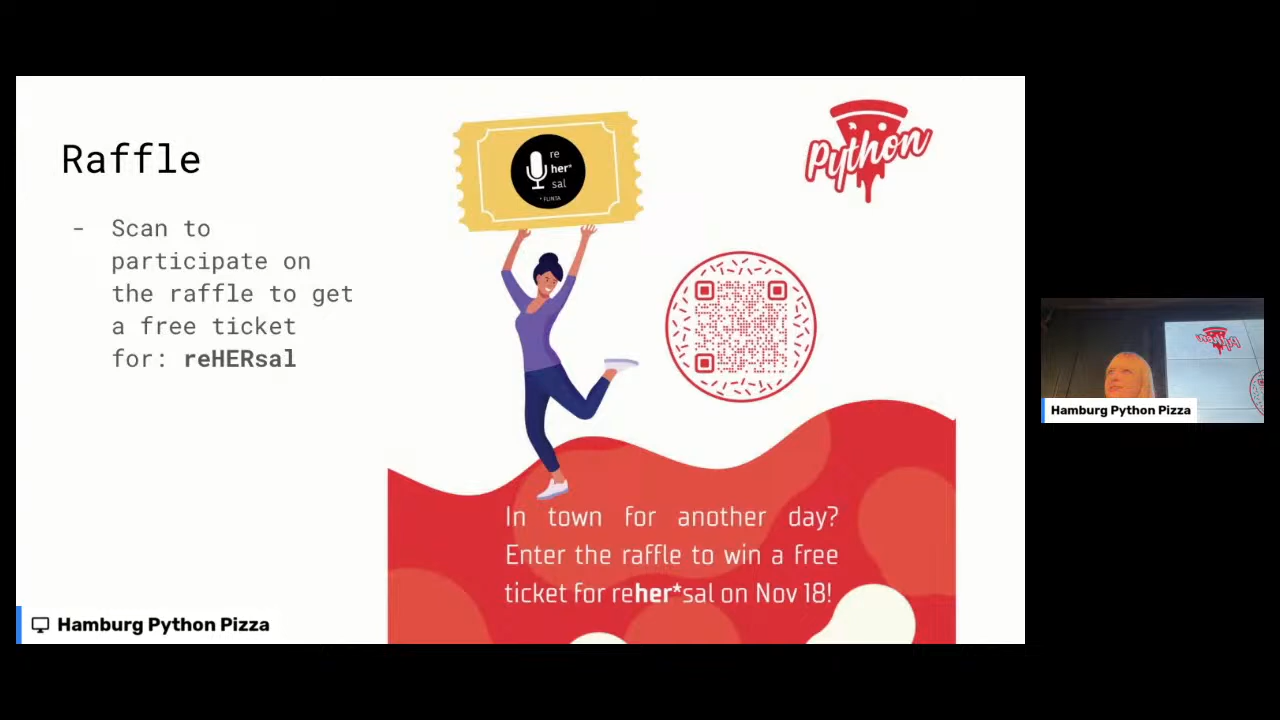 Raffle
- Scan to
participate on
the raffle to get
a free ticket
for: reHERsal
re
her*
sal
* FLINTA
Python
In town for another day?
Enter the raffle to win a free
ticket for reher*sal on Nov 18!
Hamburg Python Pizza
Hamburg Python Pizza